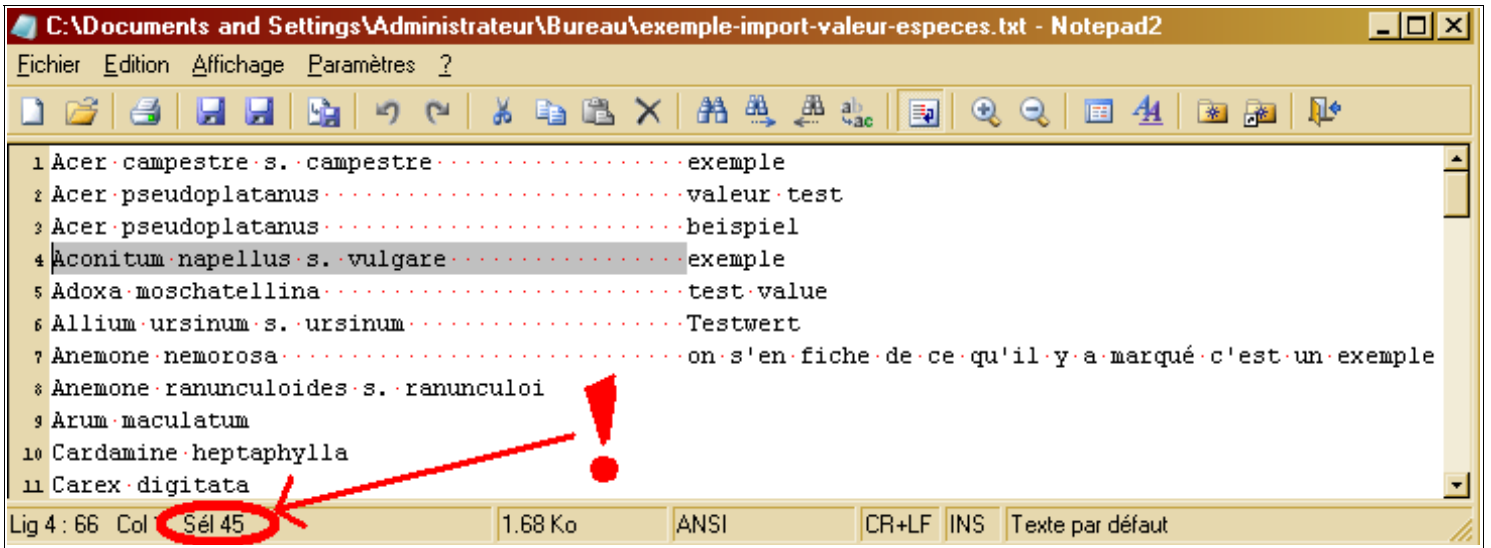 C:\Documents and Settings\Administrateur\Bureau\exemple-import-valeur-especes.txt - Notepad2
Fichier Edition Affichage Paramètres ?
1 Acer campestre s. campestre exemple
2 Acer pseudoplatanus valeur test
3 Acer pseudoplatanus beispiel
4 Aconitum napellus s. vulgare exemple
5 Adoxa moschatellina test value
6 Allium ursinum s. ursinum Testwert
7 Anemone nemorosa on s'en fiche de ce qu'il y a marqué c'est un exemple
8 Anemone ranunculoides s. ranunculoi
9 Arum maculatum
10 Cardamine heptaphylla
11 Carex digitata
!
Lig 4 : 66 Col Sél 45 1.68 Ko ANSI CR+LF INS Texte par défaut